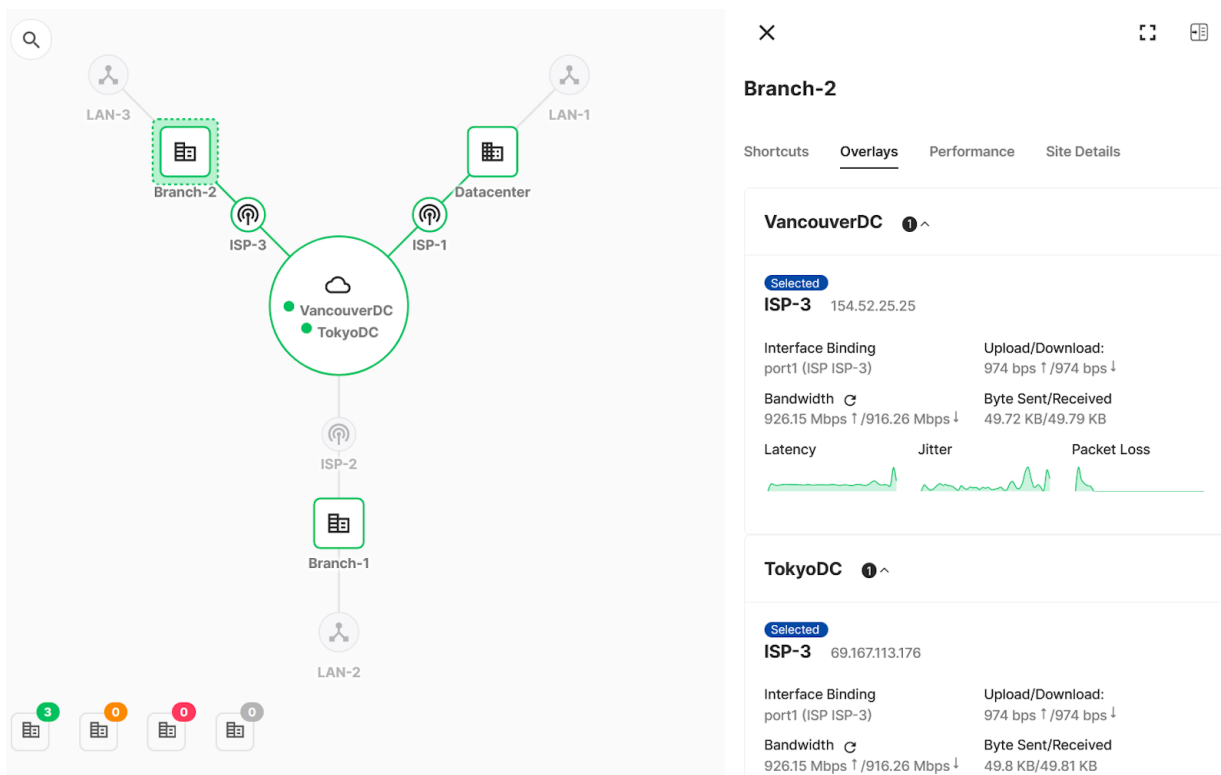 LAN-3
LAN-1
Branch-2
Datacenter
ISP-3
ISP-1
VancouverDC
TokyoDC
ISP-2
Branch-1
LAN-2
3
0
0
0
Branch-2
Shortcuts Overlays Performance Site Details
VancouverDC 1
Selected
ISP-3 154.52.25.25
Interface Binding Upload/Download:
port1 (ISP ISP-3) 974 bps ↑/974 bps↓
Bandwidth Byte Sent/Received
926.15 Mbps ↑/916.26 Mbps↓ 49.72 KB/49.79 KB
Latency Jitter Packet Loss
TokyoDC 1
Selected
ISP-3 69.167.113.176
Interface Binding Upload/Download:
port1 (ISP ISP-3) 974 bps ↑/974 bps↓
Bandwidth Byte Sent/Received
926.15 Mbps ↑/916.26 Mbps↓ 49.8 KB/49.81 KB